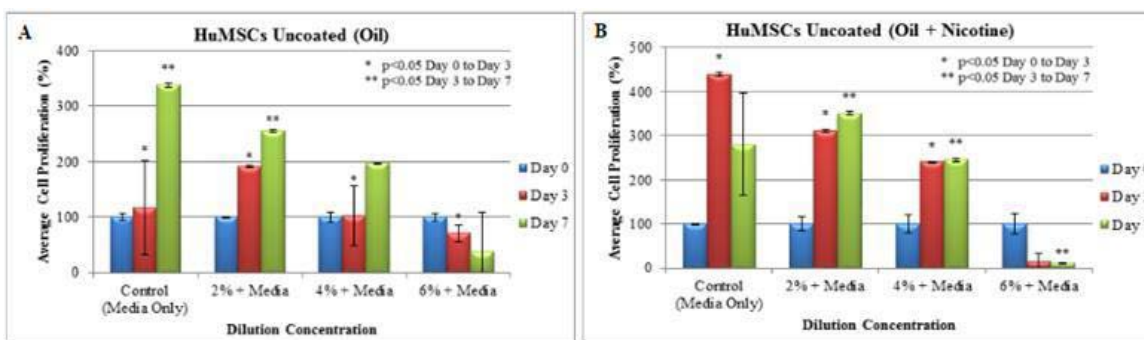 A
HuMSCs Uncoated (Oil)
* p<0.05 Day 0 to Day 3
** p<0.05 Day 3 to Day 7
Average Cell Proliferation (%)
400
300
200
100
0
*
**
*
**
*
*
Control
(Media Only)
2% + Media
4% + Media
6% + Media
Dilution Concentration
Day 0
Day 3
Day 7
B
HuMSCs Uncoated (Oil + Nicotine)
* p<0.05 Day 0 to Day 3
** p<0.05 Day 3 to Day 7
Average Cell Proliferation (%)
500
400
300
200
100
0
*
*
**
*
**
**
Control
(Media Only)
2% + Media
4% + Media
6% + Media
Dilution Concentration
Day
Day
Day